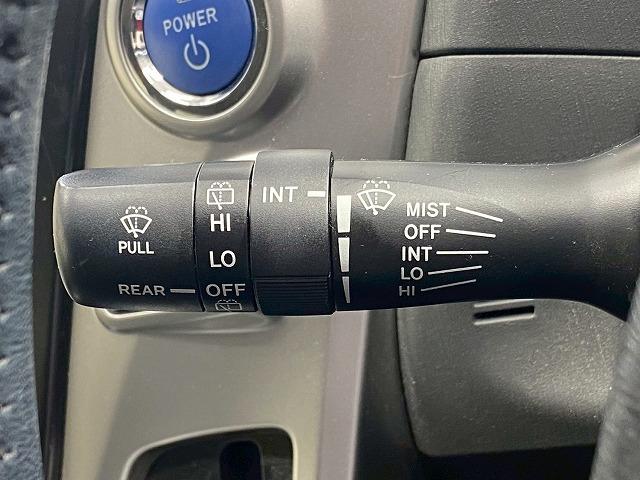 POWER
PULL
REAR
HI
LO
OFF
INT
MIST
OFF
INT
LO
HI